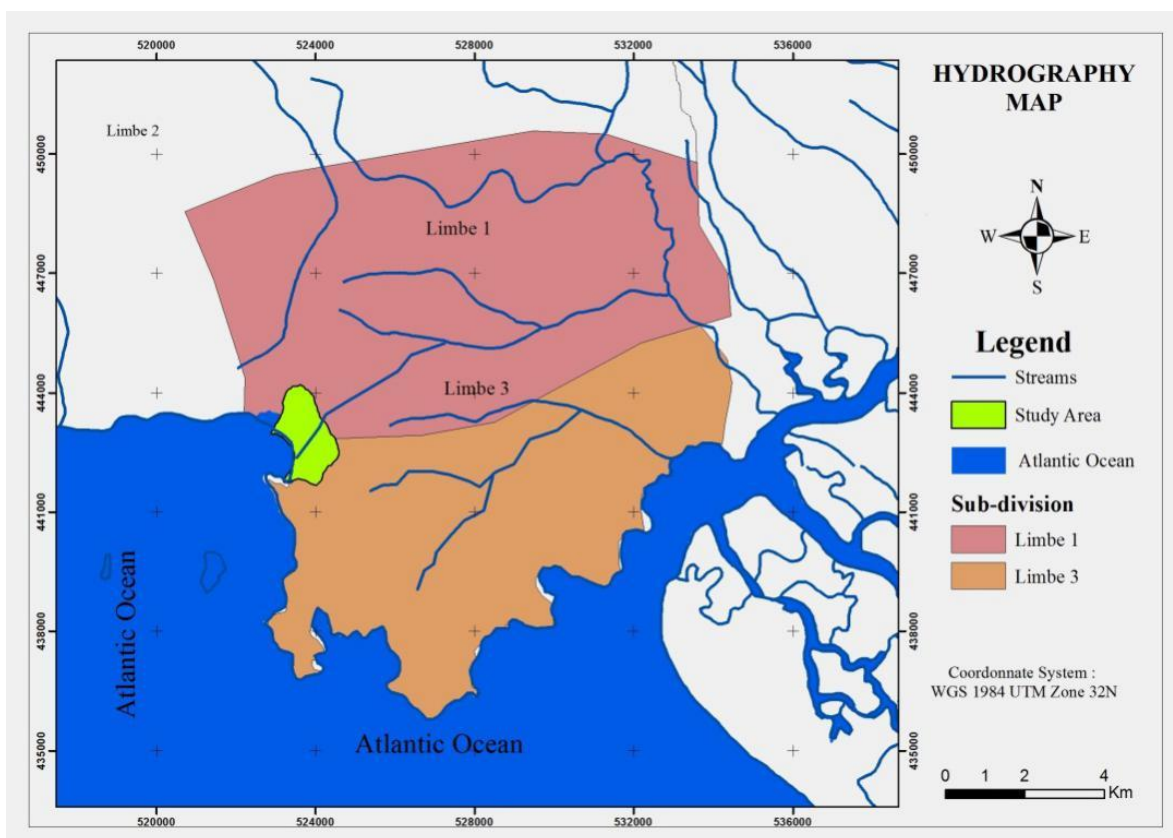 520000 524000 528000 532000 536000
HYDROGRAPHY
MAP
Limbe 2
450000 450000
N
Limbe 1
W E
S
447000 447000
Legend
Limbe 3
444000 444000
Streams
Study Area
Atlantic Ocean
Sub-division
441000 441000
Limbe 1
Limbe 3
Atlantic Ocean
438000 438000
Coordonnate System :
WGS 1984 UTM Zone 32N
Atlantic Ocean
435000 435000
0 1 2 4
Km
520000 524000 528000 532000 536000